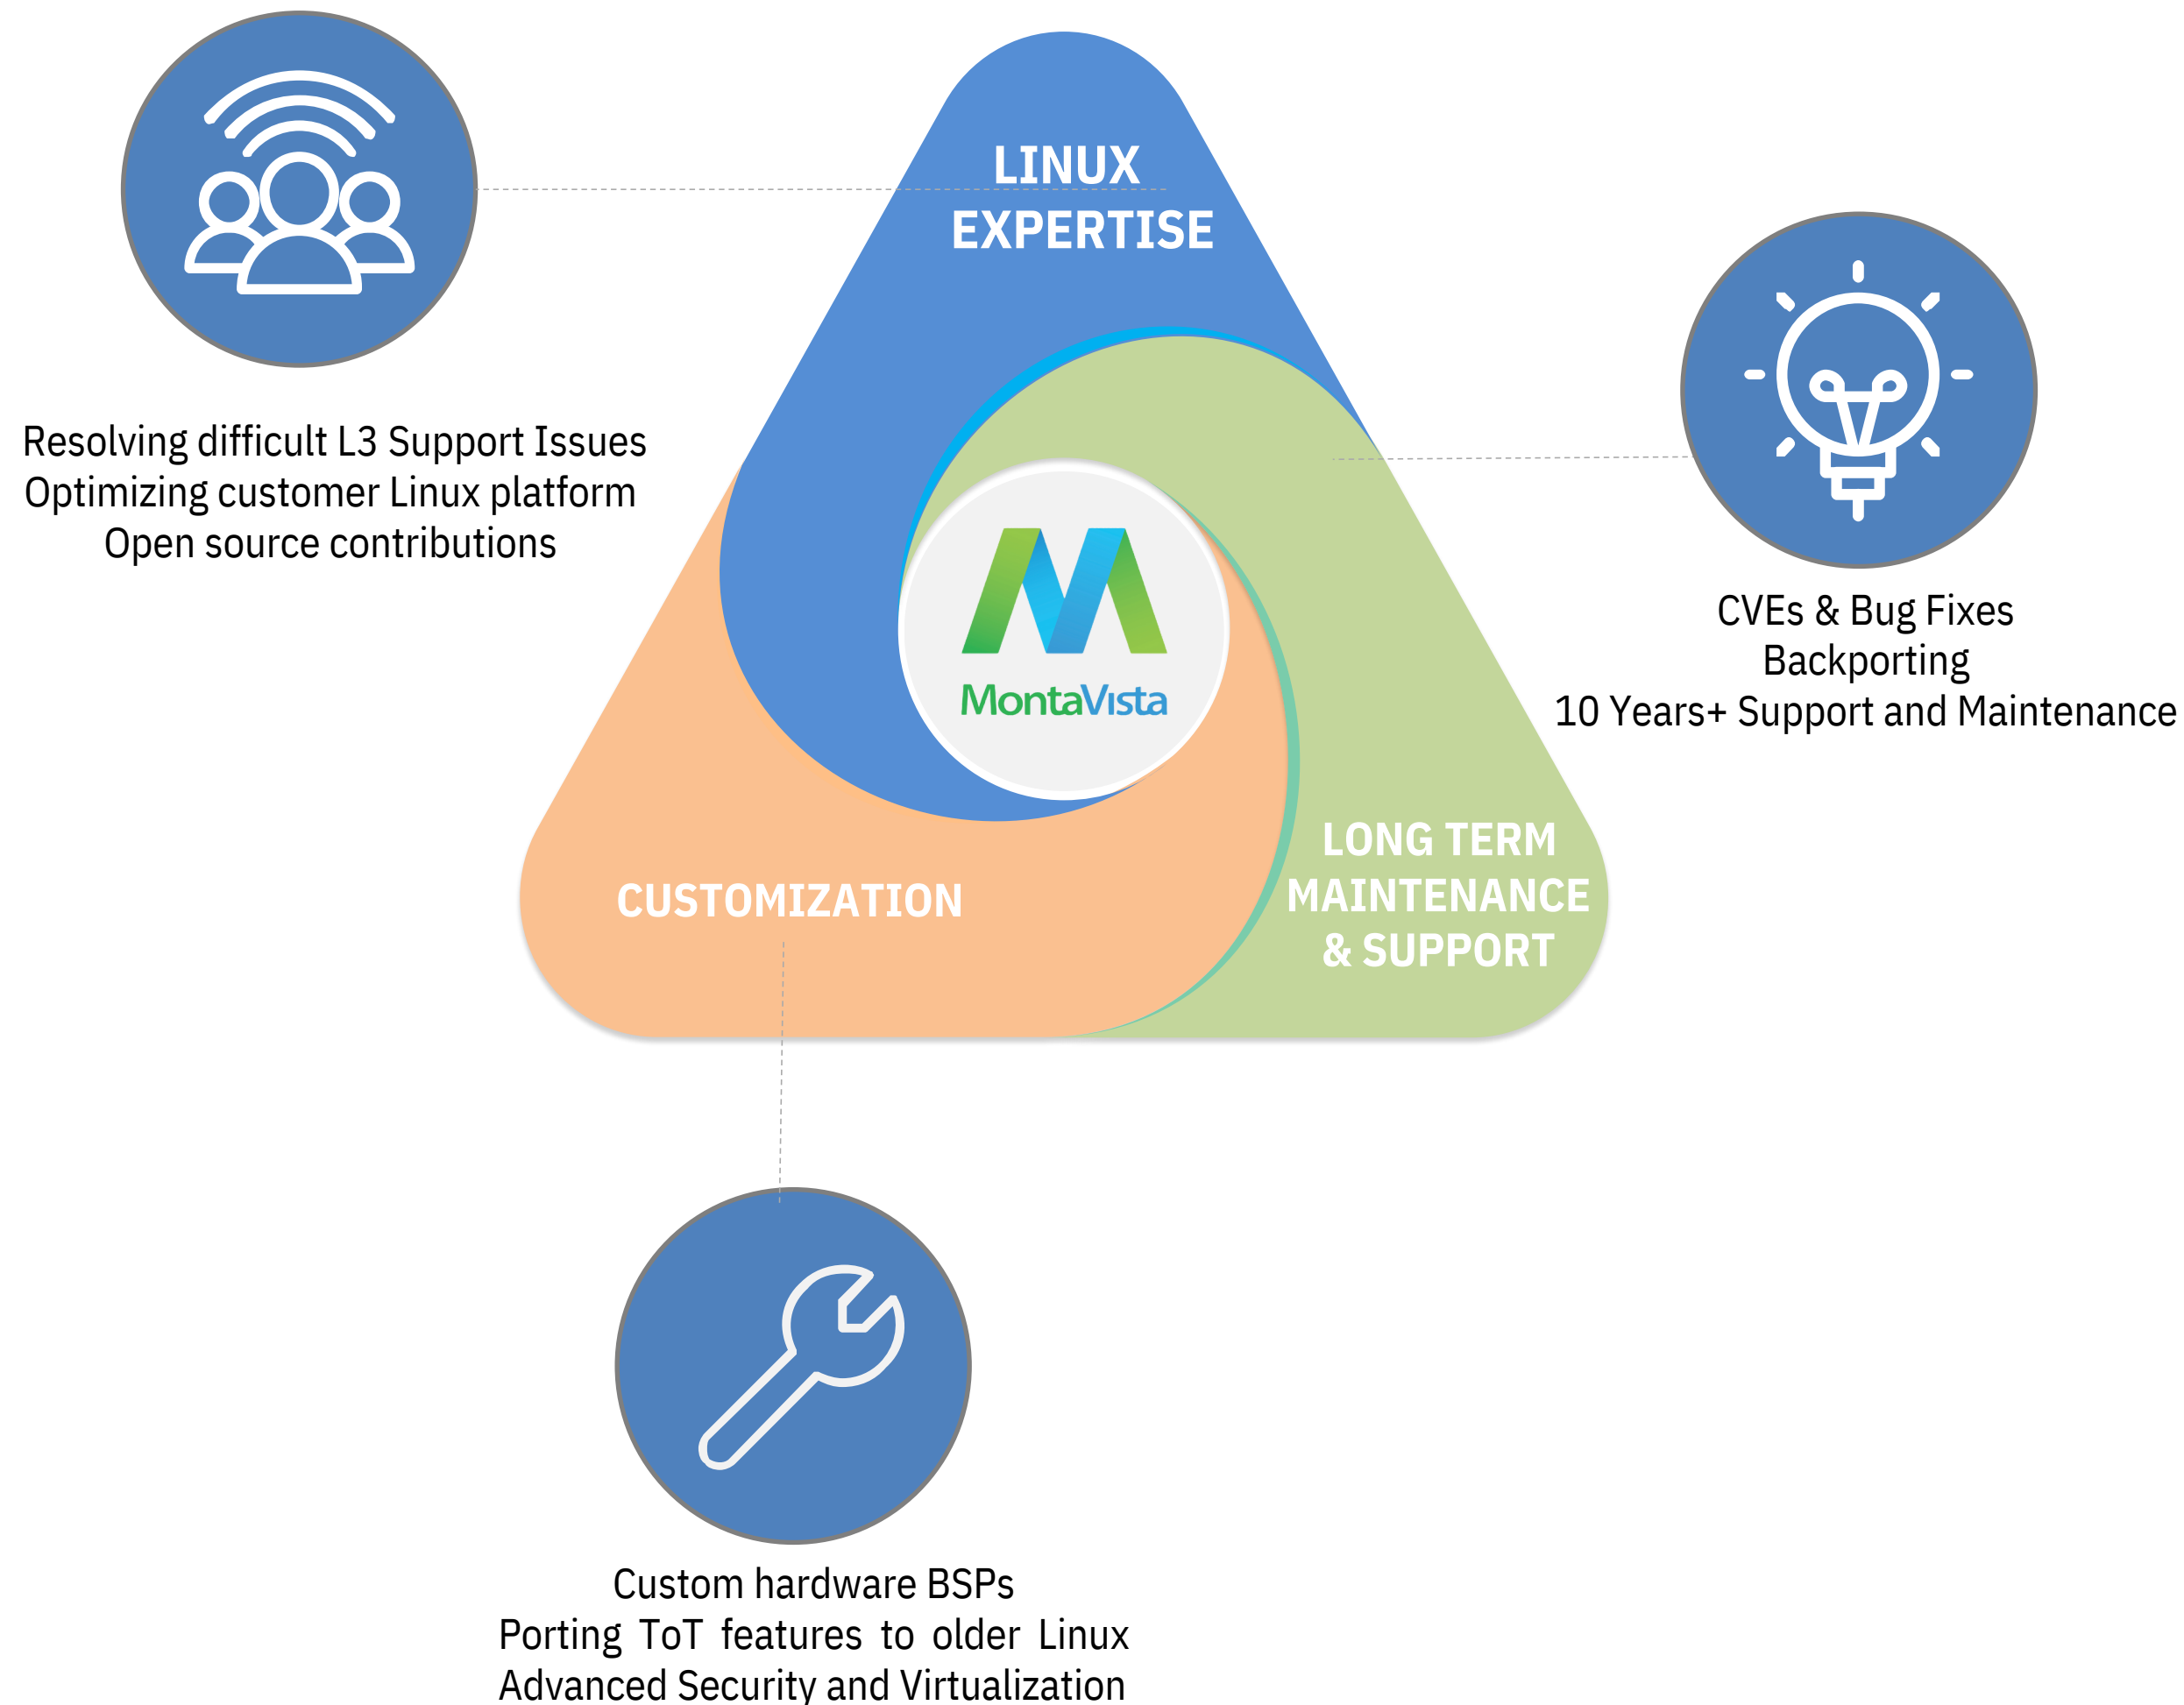 LINUX
EXPERTISE
Resolving difficult L3 Support Issues
Optimizing customer Linux platform
Open source contributions
MontaVista
CVEs & Bug Fixes
Backporting
10 Years+ Support and Maintenance
LONG TERM
MAINTENANCE
& SUPPORT
CUSTOMIZATION
Custom hardware BSPs
Porting ToT features to older Linux
Advanced Security and Virtualization